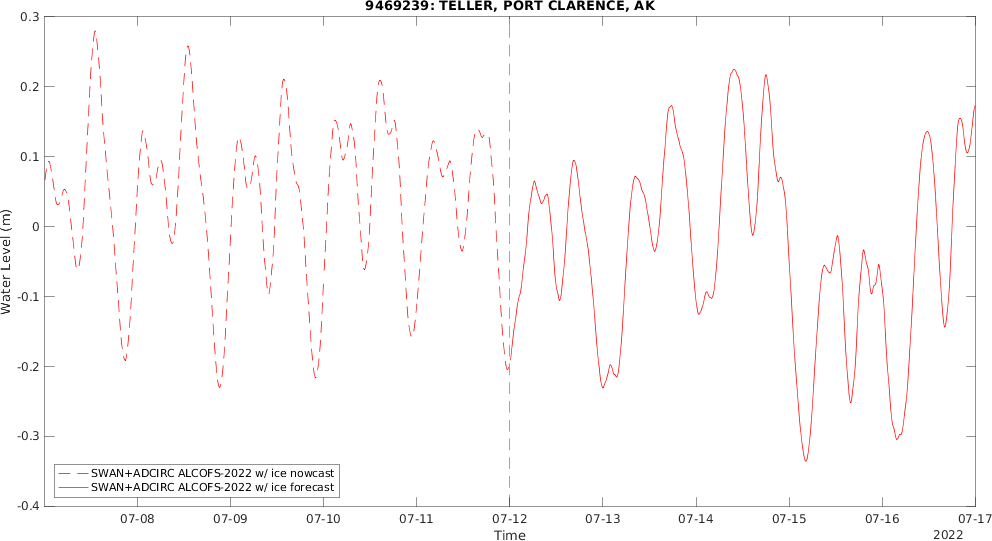 9469239: TELLER, PORT CLARENCE, AK
0.3
0.2
0.1
0
-0.1
-0.2
-0.3
-0.4
Water Level (m)
SWAN+ADCIRC ALCOFS-2022 w/ ice nowcast
SWAN+ADCIRC ALCOFS-2022 w/ ice forecast
07-08 07-09 07-10 07-11 07-12 07-13 07-14 07-15 07-16 07-17
Time
2022